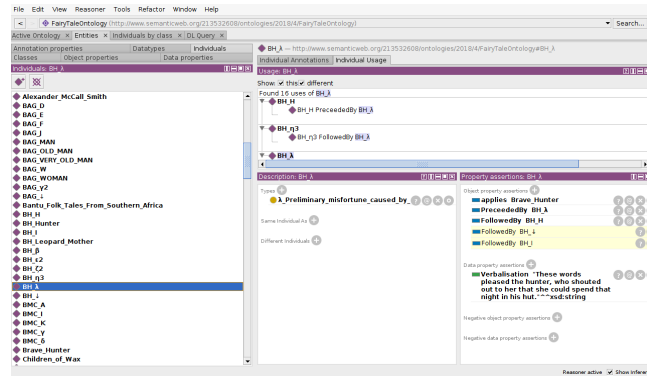 File Edit View Reasoner Tools Refactor Window Help
< > FairyTaleOntology (http://www.semanticweb.org/213532608/ontologies/2018/4/FairyTaleOntology) Search...
Active Ontology × Entities × Individuals by class × DL Query ×
Annotation properties Datatypes Individuals
Classes Object properties Data properties
Individuals: BH_λ
Alexander_McCall_Smith
BAG_D
BAG_E
BAG_F
BAG_J
BAG_MAN
BAG_OLD_MAN
BAG_VERY_OLD_MAN
BAG_W
BAG_WOMAN
BAG_γ2
BAG_↓
Bantu_Folk_Tales_From_Southern_Africa
BH_H
BH_Hunter
BH_I
BH_Leopard_Mother
BH_β
BH_ε2
BH_ζ2
BH_η3
BH_λ
BH_↓
BMC_A
BMC_I
BMC_K
BMC_γ
BMC_δ
Brave_Hunter
Children_of_Wax
BH_λ — http://www.semanticweb.org/213532608/ontologies/2018/4/FairyTaleOntology#BH_λ
Individual Annotations Individual Usage
Usage: BH_λ
Show: this different
Found 16 uses of BH_λ
BH_H
BH_H PreceededBy BH_λ
BH_η3
BH_η3 FollowedBy BH_λ
BH_λ
Description: BH_λ
Types
λ_Preliminary_misfortune_caused_by_
Same Individual As
Different Individuals
Property assertions: BH_λ
Object property assertions
applies Brave_Hunter
PreceededBy BH_λ
FollowedBy BH_H
FollowedBy BH_↓
FollowedBy BH_I
Data property assertions
Verbalisation "These words
pleased the hunter, who shouted
out to her that she could spend that
night in his hut."^^xsd:string
Negative object property assertions
Negative data property assertions
Reasoner active Show Inferen